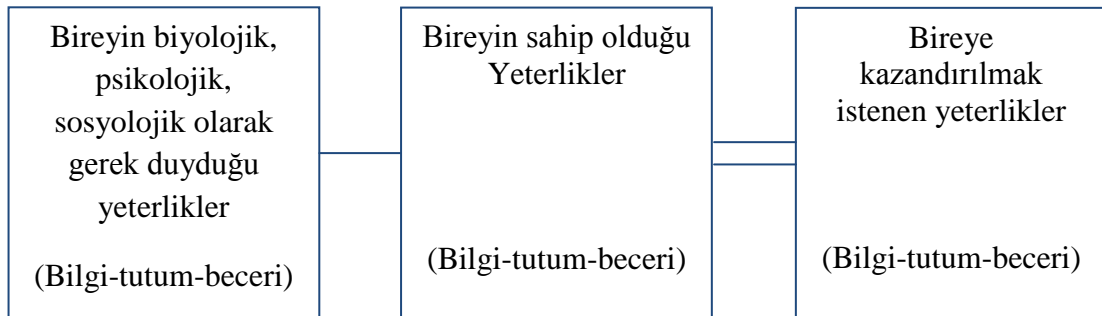 Bireyin biyolojik,
psikolojik,
sosyolojik olarak
gerek duyduğu
yeterlikler
(Bilgi-tutum-beceri)
Bireyin sahip olduğu
Yeterlikler
(Bilgi-tutum-beceri)
Bireye
kazandırılmak
istenen yeterlikler
(Bilgi-tutum-beceri)